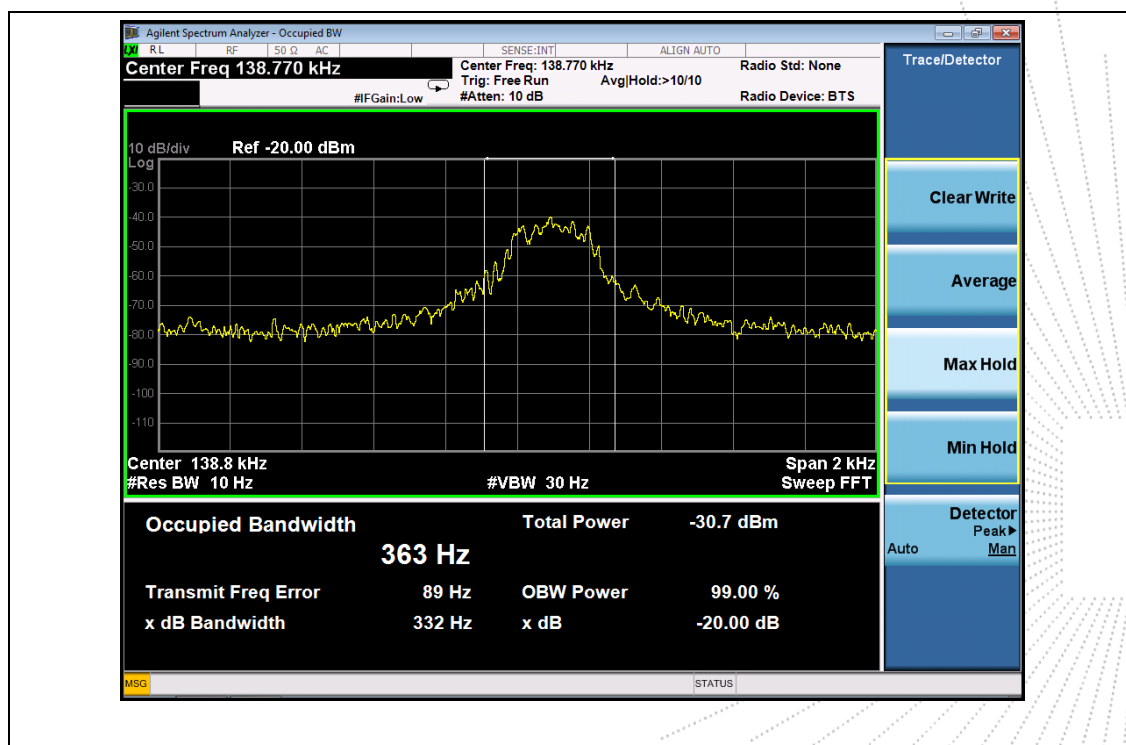 Agilent Spectrum Analyzer - Occupied BW
LXI RL RF 50 Ω AC SENSE:INT ALIGN AUTO
Center Freq 138.770 kHz
Center Freq: 138.770 kHz Radio Std: None
Trig: Free Run Avg|Hold:>10/10
#IFGain:Low #Atten: 10 dB Radio Device: BTS
Trace/Detector
10 dB/div Ref -20.00 dBm
Log
-30.0
-40.0
-50.0
-60.0
-70.0
-80.0
-90.0
-100
-110
Center 138.8 kHz Span 2 kHz
#Res BW 10 Hz #VBW 30 Hz Sweep FFT
Clear Write
Average
Max Hold
Min Hold
Detector
Peak▶
Auto Man
Occupied Bandwidth Total Power -30.7 dBm
363 Hz
Transmit Freq Error 89 Hz OBW Power 99.00 %
x dB Bandwidth 332 Hz x dB -20.00 dB
MSG STATUS